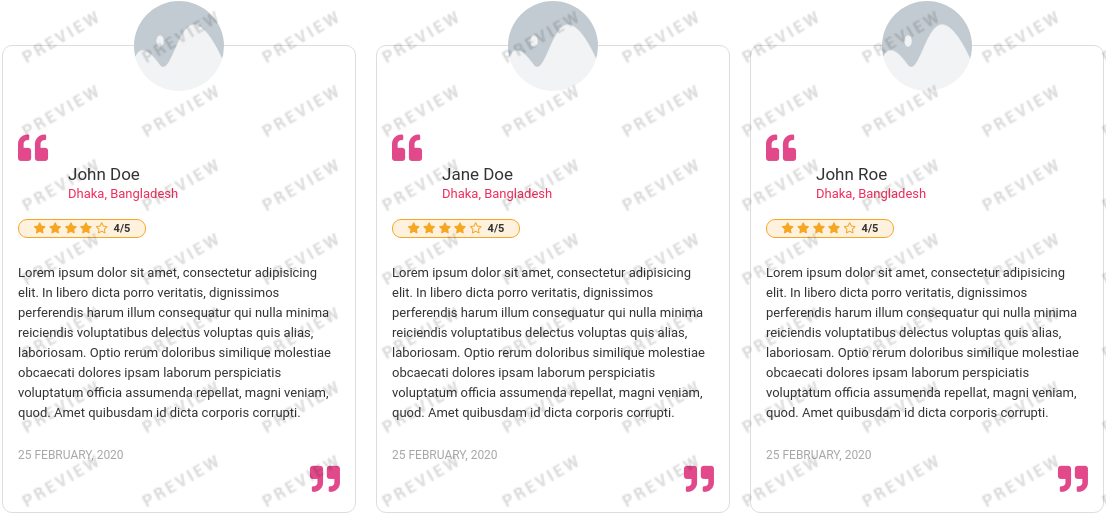 John Doe
Dhaka, Bangladesh
4/5
Lorem ipsum dolor sit amet, consectetur adipisicing
elit. In libero dicta porro veritatis, dignissimos
perferendis harum illum consequatur qui nulla minima
reiciendis voluptatibus delectus voluptas quis alias,
laboriosam. Optio rerum doloribus similique molestiae
obcaecati dolores ipsam laborum perspiciatis
voluptatum officia assumenda repellat, magni veniam,
quod. Amet quibusdam id dicta corporis corrupti.
25 FEBRUARY, 2020
Jane Doe
Dhaka, Bangladesh
4/5
Lorem ipsum dolor sit amet, consectetur adipisicing
elit. In libero dicta porro veritatis, dignissimos
perferendis harum illum consequatur qui nulla minima
reiciendis voluptatibus delectus voluptas quis alias,
laboriosam. Optio rerum doloribus similique molestiae
obcaecati dolores ipsam laborum perspiciatis
voluptatum officia assumenda repellat, magni veniam,
quod. Amet quibusdam id dicta corporis corrupti.
25 FEBRUARY, 2020
John Roe
Dhaka, Bangladesh
4/5
Lorem ipsum dolor sit amet, consectetur adipisicing
elit. In libero dicta porro veritatis, dignissimos
perferendis harum illum consequatur qui nulla minima
reiciendis voluptatibus delectus voluptas quis alias,
laboriosam. Optio rerum doloribus similique molestiae
obcaecati dolores ipsam laborum perspiciatis
voluptatum officia assumenda repellat, magni veniam,
quod. Amet quibusdam id dicta corporis corrupti.
25 FEBRUARY, 2020
PREVIEW